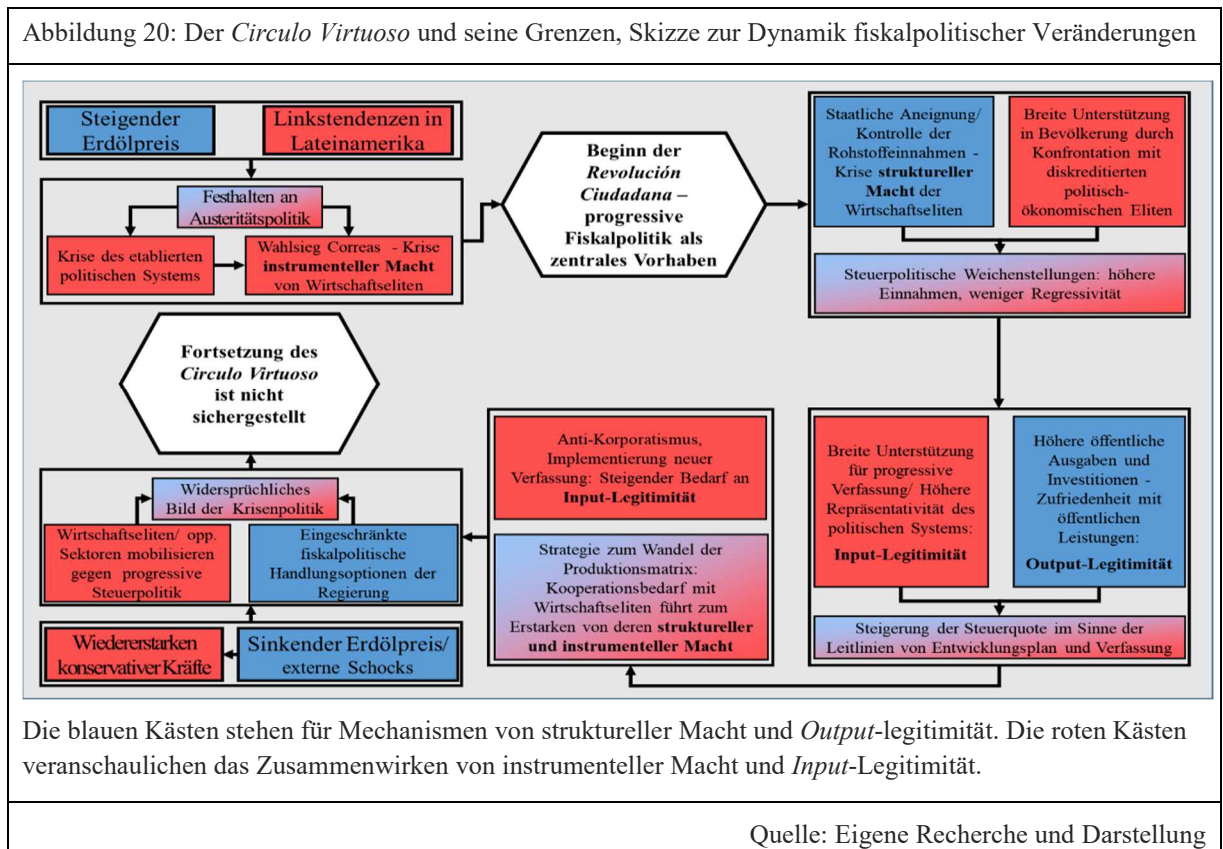 Abbildung 20: Der Circulo Virtuoso und seine Grenzen, Skizze zur Dynamik fiskalpolitischer Veränderungen
Steigender
Erdölpreis
Linkstendenzen in
Lateinamerika
Festhalten an
Austeritätspolitik
Krise des etablierten
politischen Systems
Wahlsieg Correas - Krise
instrumenteller Macht
von Wirtschaftseliten
Beginn der
Revolución
Ciudadana –
progressive
Fiskalpolitik als
zentrales Vorhaben
Staatliche Aneignung/
Kontrolle der
Rohstoffeinnahmen -
Krise struktureller
Macht der
Wirtschaftseliten
Breite Unterstützung
in Bevölkerung durch
Konfrontation mit
diskreditierten
politisch-
ökonomischen Eliten
Steuerpolitische Weichenstellungen: höhere
Einnahmen, weniger Regressivität
Breite Unterstützung
für progressive
Verfassung/ Höhere
Repräsentativität des
politischen Systems:
Input-Legitimität
Höhere öffentliche
Ausgaben und
Investitionen -
Zufriedenheit mit
öffentlichen
Leistungen:
Output-Legitimität
Steigerung der Steuerquote im Sinne der
Leitlinien von Entwicklungsplan und Verfassung
Anti-Korporatismus,
Implementierung neuer
Verfassung: Steigender Bedarf an
Input-Legitimität
Strategie zum Wandel der
Produktionsmatrix:
Kooperationsbedarf mit
Wirtschaftseliten führt zum
Erstarken von deren struktureller
und instrumenteller Macht
Fortsetzung des
Circulo Virtuoso
ist nicht
sichergestellt
Widersprüchliches
Bild der Krisenpolitik
Wirtschaftseliten/ opp.
Sektoren mobilisieren
gegen progressive
Steuerpolitik
Eingeschränkte
fiskalpolitische
Handlungsoptionen der
Regierung
Wiedererstarken
konservativer Kräfte
Sinkender Erdölpreis/
externe Schocks
Die blauen Kästen stehen für Mechanismen von struktureller Macht und Output-legitimität. Die roten Kästen
veranschaulichen das Zusammenwirken von instrumenteller Macht und Input-Legitimität.
Quelle: Eigene Recherche und Darstellung